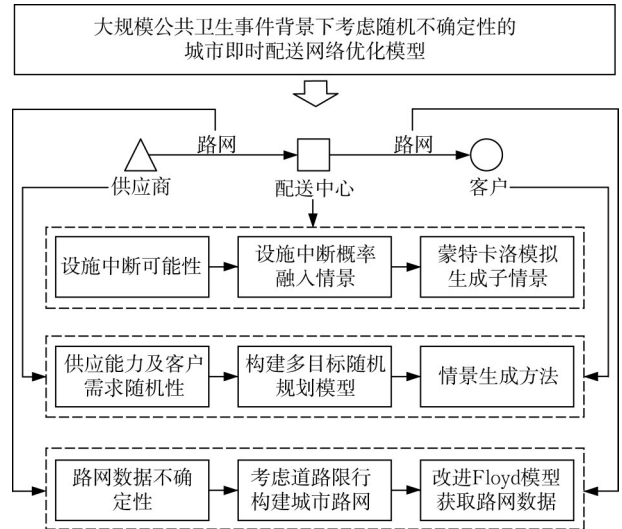 大规模公共卫生事件背景下考虑随机不确定性的
城市即时配送网络优化模型
路网
路网
供应商
配送中心
客户
设施中断可能性
设施中断概率
融入情景
蒙特卡洛模拟
生成子情景
供应能力及客户
需求随机性
构建多目标随机
规划模型
情景生成方法
路网数据不确
定性
考虑道路限行
构建城市路网
改进Floyd模型
获取路网数据